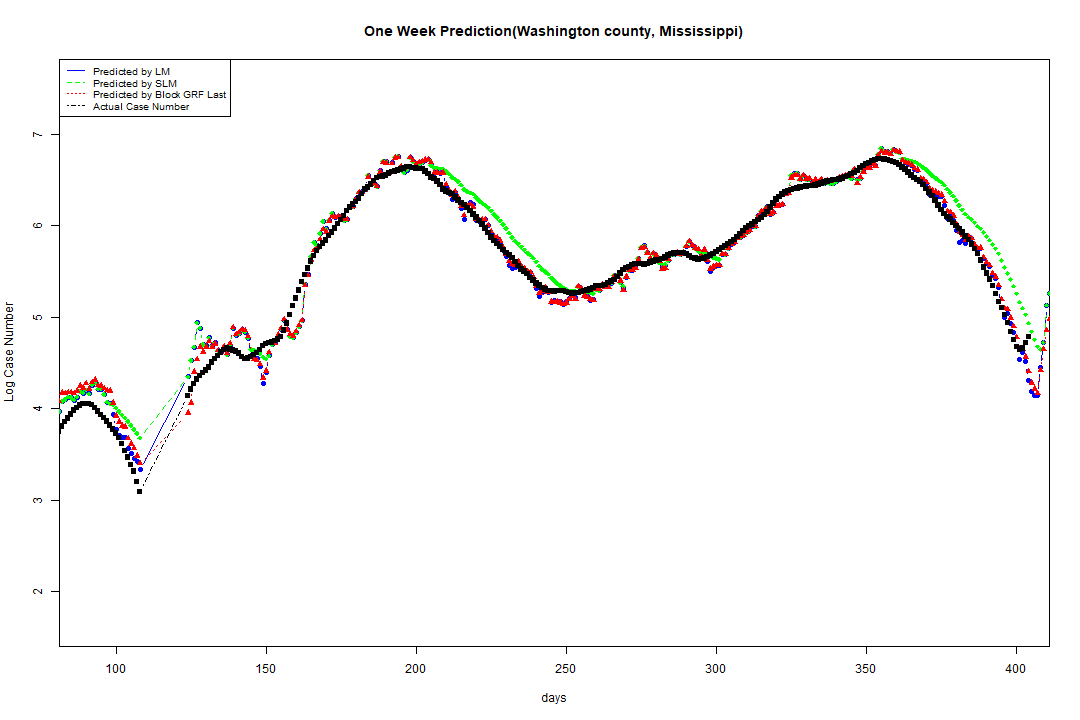 One Week Prediction(Washington county, Mississippi)
Predicted by LM
Predicted by SLM
Predicted by Block GRF Last
Actual Case Number
7
6
5
4
3
2
Log Case Number
100 150 200 250 300 350 400
days